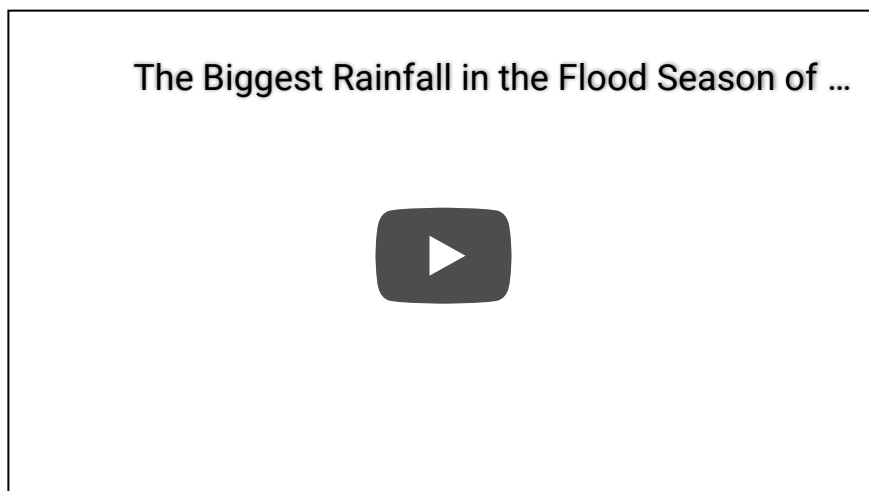 The Biggest Rainfall in the Flood Season of ...